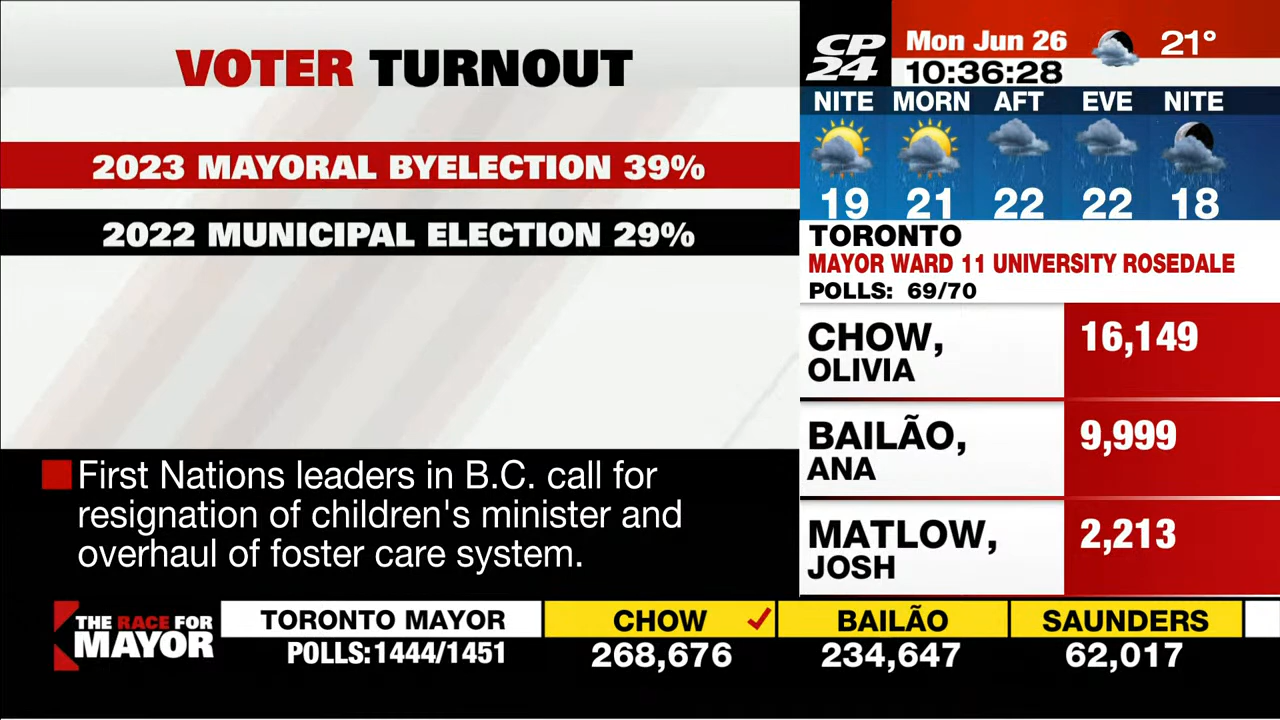 VOTER TURNOUT
2023 MAYORAL BYELECTION 39%
2022 MUNICIPAL ELECTION 29%
First Nations leaders in B.C. call for
resignation of children's minister and
overhaul of foster care system.
CP
24
Mon Jun 26
21°
10:36:28
NITE MORN AFT EVE NITE
19 21 22 22 18
TORONTO
MAYOR WARD 11 UNIVERSITY ROSEDALE
POLLS: 69/70
CHOW,
OLIVIA
16,149
BAILÃO,
ANA
9,999
MATLOW,
JOSH
2,213
THE RACE FOR
MAYOR
TORONTO MAYOR
POLLS:1444/1451
CHOW
268,676
BAILÃO
234,647
SAUNDERS
62,017